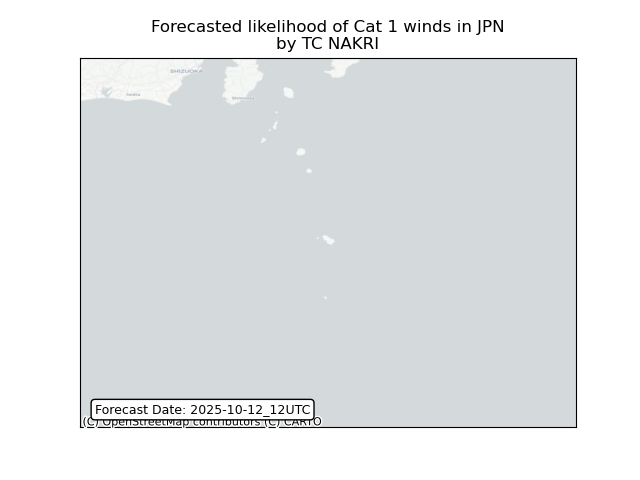 Forecasted likelihood of Cat 1 winds in JPN
by TC NAKRI
SHIZUOKA
Forecast Date: 2025-10-12_12UTC
(C) OpenStreetMap contributors (C) CARTO